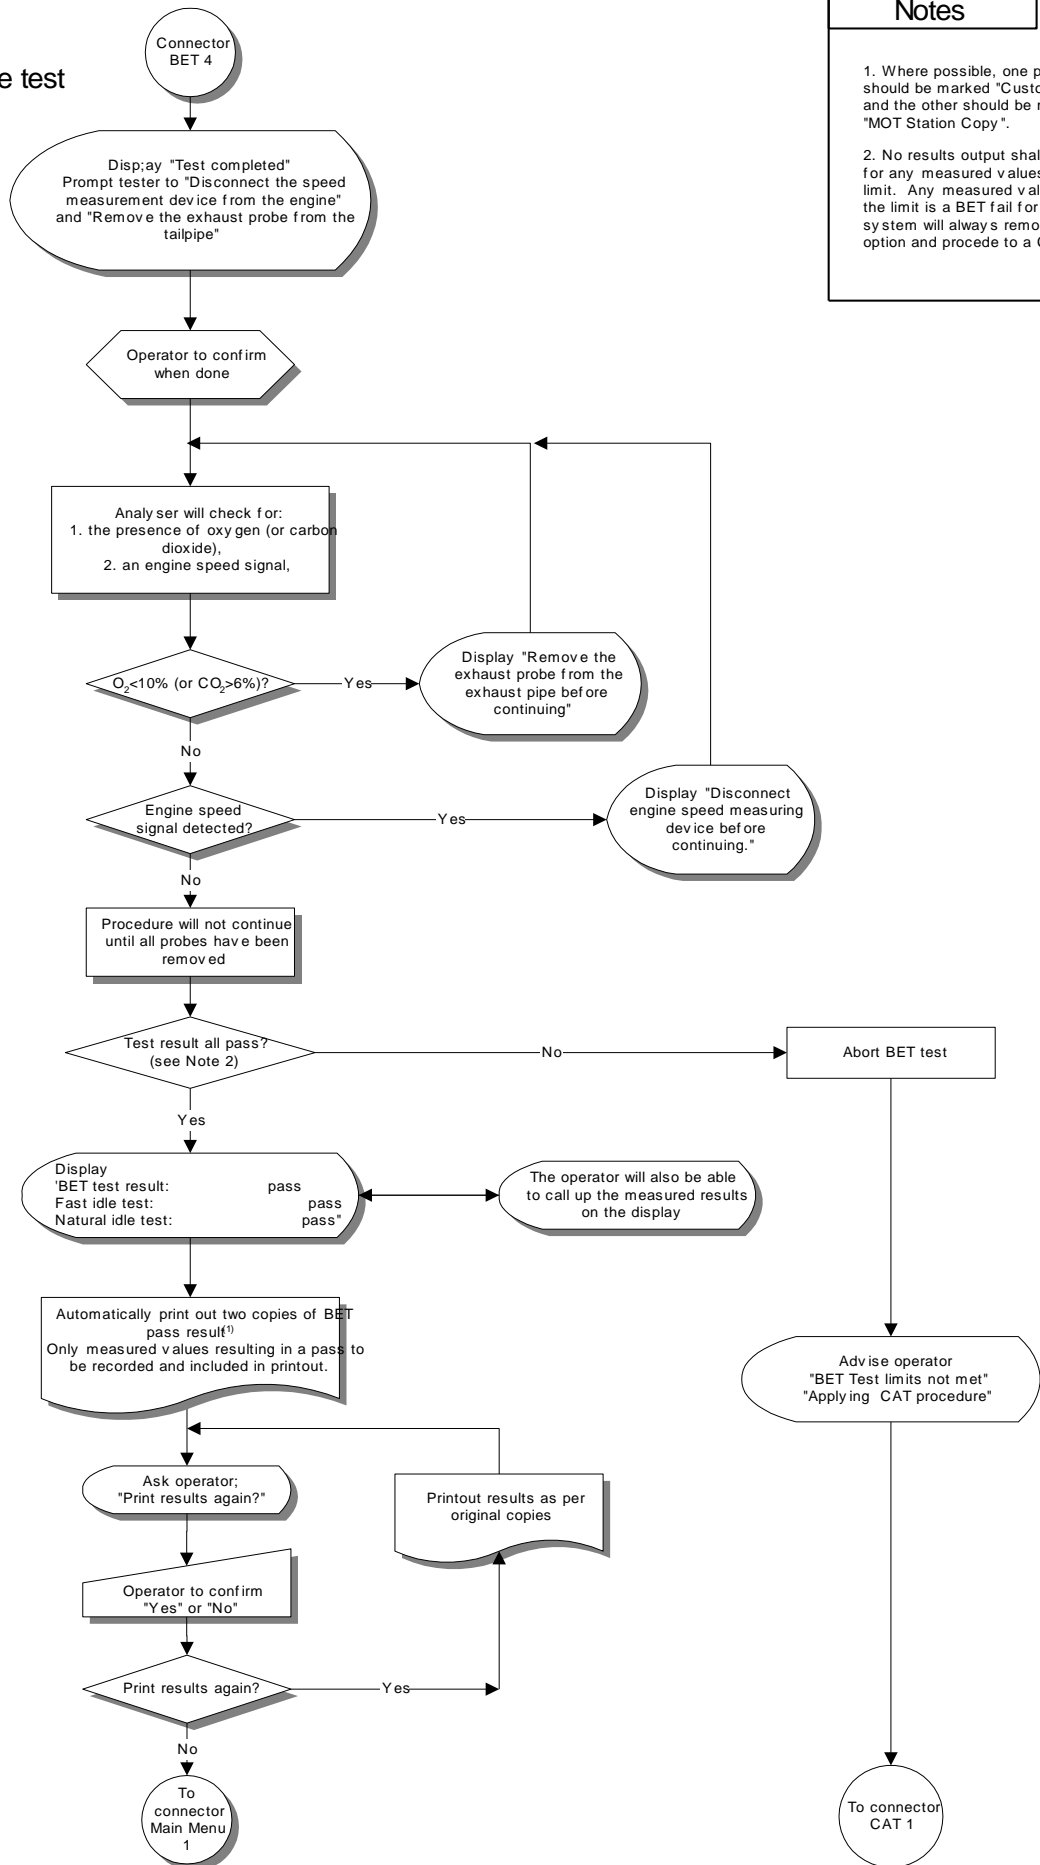 Connector
BET 4
e test
Disp;ay "Test completed"
Prompt tester to "Disconnect the speed
measurement device from the engine"
and "Remove the exhaust probe from the
tailpipe"
Operator to confirm
when done
Analyser will check for:
1. the presence of oxygen (or carbon
dioxide),
2. an engine speed signal,
O₂<10% (or CO₂>6%)?
Yes
Display "Remove the
exhaust probe from the
exhaust pipe before
continuing"
No
Engine speed
signal detected?
Yes
Display "Disconnect
engine speed measuring
device before
continuing."
No
Procedure will not continue
until all probes have been
removed
Test result all pass?
(see Note 2)
No
Abort BET test
Yes
Display
'BET test result: pass
Fast idle test: pass
Natural idle test: pass"
The operator will also be able
to call up the measured results
on the display
Automatically print out two copies of BET
pass result(1)
Only measured values resulting in a pass to
be recorded and included in printout.
Advise operator
"BET Test limits not met"
"Applying CAT procedure"
Ask operator;
"Print results again?"
Printout results as per
original copies
Operator to confirm
"Yes" or "No"
Print results again?
Yes
No
To
connector
Main Menu
1
To connector
CAT 1
Notes
1. Where possible, one p
should be marked "Custo
and the other should be
"MOT Station Copy".
2. No results output shal
for any measured values
limit. Any measured val
the limit is a BET fail for
system will always remo
option and procede to a